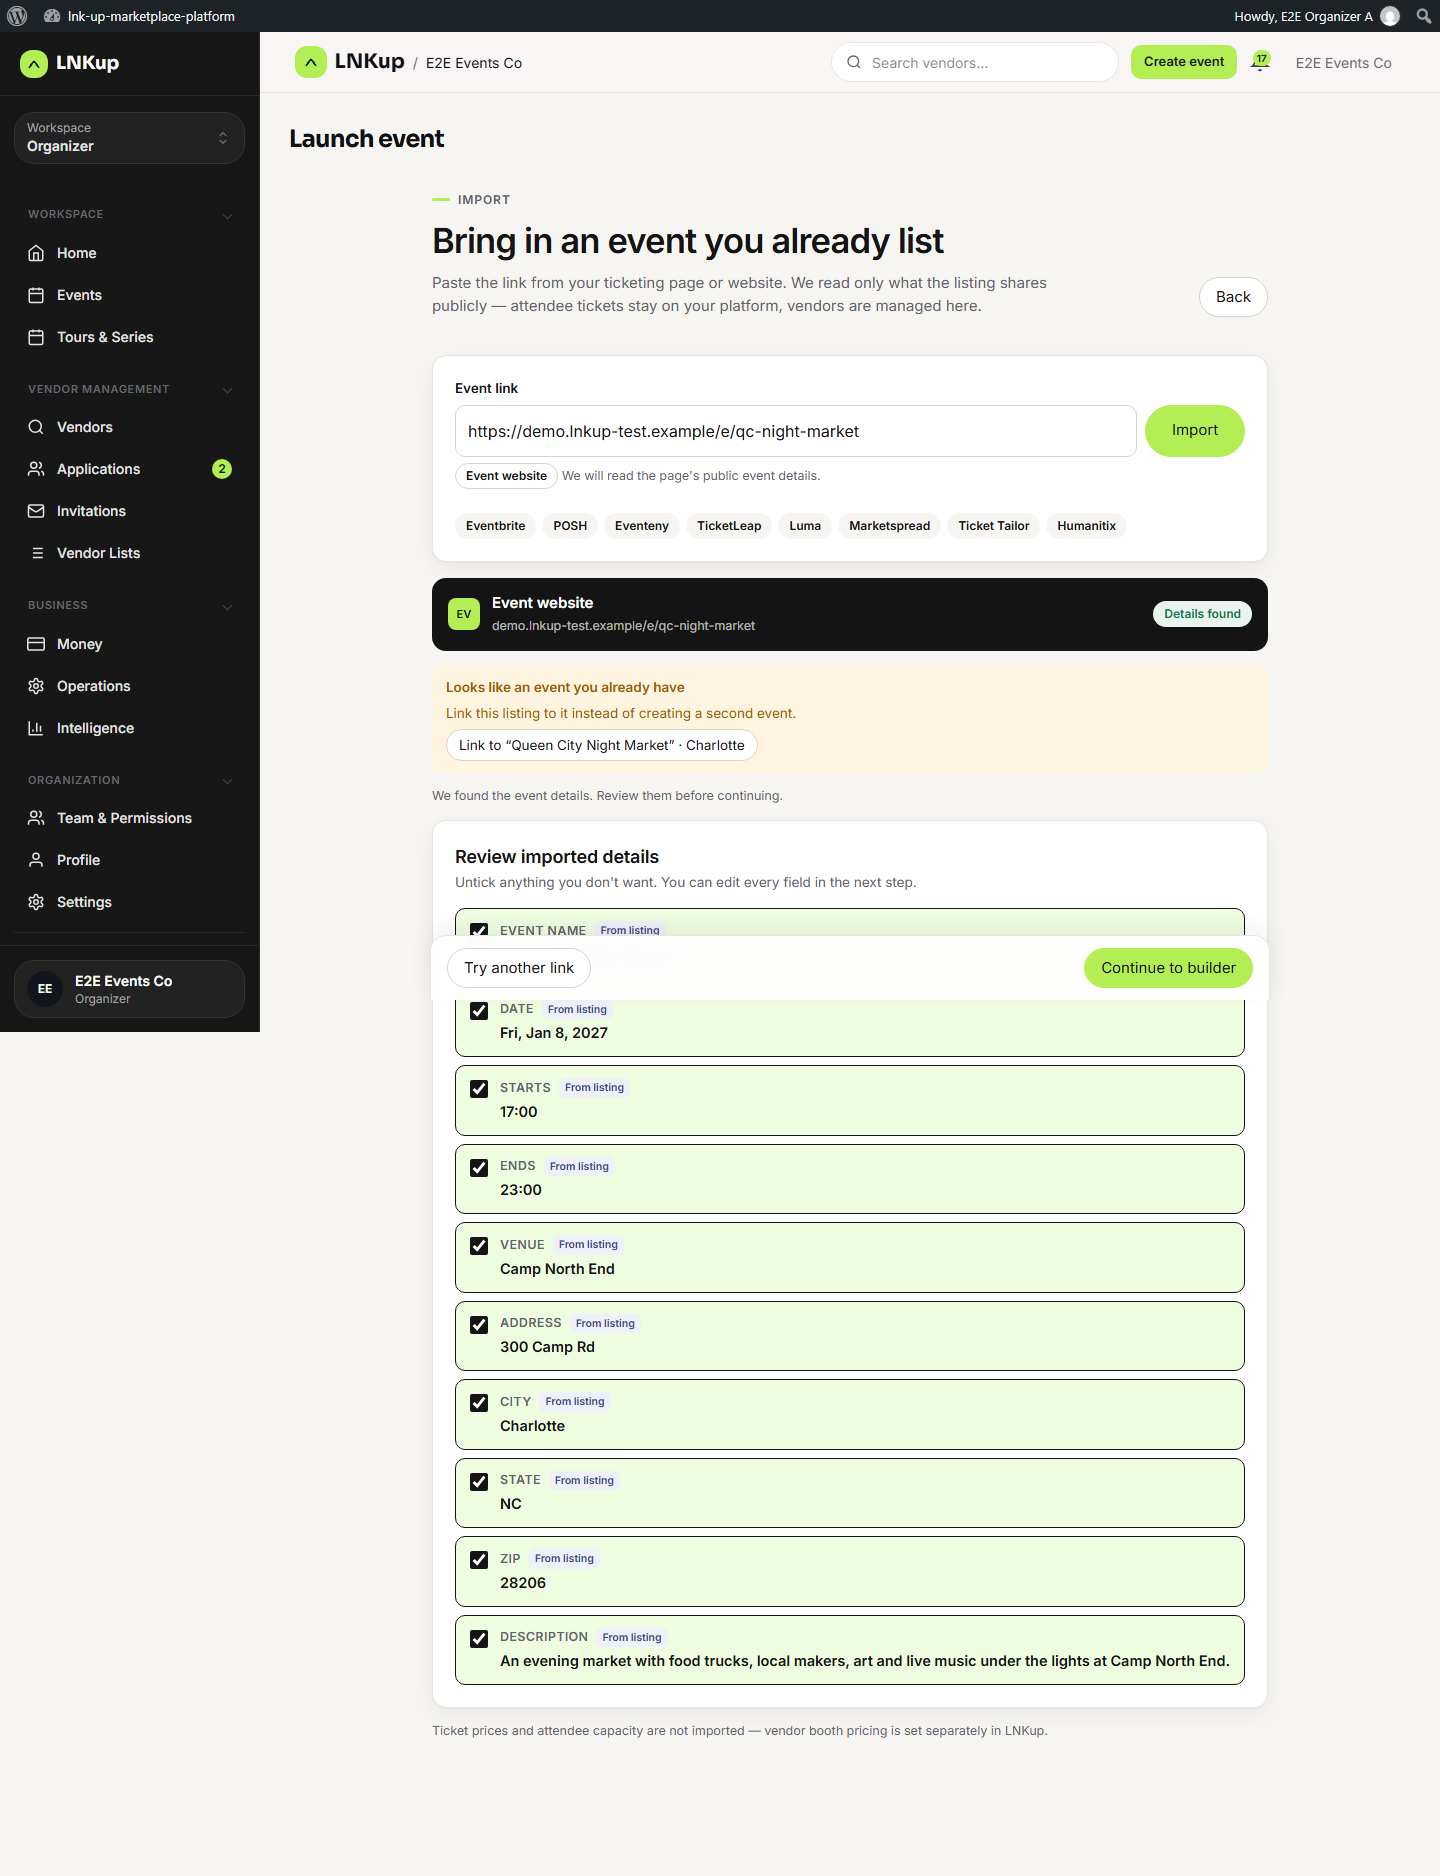 lnk-up-marketplace-platform
Howdy, E2E Organizer A
LNKup
Workspace
Organizer
WORKSPACE
Home
Events
Tours & Series
VENDOR MANAGEMENT
Vendors
Applications
2
Invitations
Vendor Lists
BUSINESS
Money
Operations
Intelligence
ORGANIZATION
Team & Permissions
Profile
Settings
EE
E2E Events Co
Organizer
LNKup / E2E Events Co
Search vendors...
Create event
17
E2E Events Co
Launch event
IMPORT
Bring in an event you already list
Paste the link from your ticketing page or website. We read only what the listing shares
publicly — attendee tickets stay on your platform, vendors are managed here.
Back
Event link
https://demo.lnkup-test.example/e/qc-night-market
Import
Event website We will read the page's public event details.
Eventbrite POSH Eventeny TicketLeap Luma Marketspread Ticket Tailor Humanitix
EV
Event website
demo.lnkup-test.example/e/qc-night-market
Details found
Looks like an event you already have
Link this listing to it instead of creating a second event.
Link to “Queen City Night Market” · Charlotte
We found the event details. Review them before continuing.
Review imported details
Untick anything you don't want. You can edit every field in the next step.
EVENT NAME From listing
Try another link
Continue to builder
DATE From listing
Fri, Jan 8, 2027
STARTS From listing
17:00
ENDS From listing
23:00
VENUE From listing
Camp North End
ADDRESS From listing
300 Camp Rd
CITY From listing
Charlotte
STATE From listing
NC
ZIP From listing
28206
DESCRIPTION From listing
An evening market with food trucks, local makers, art and live music under the lights at Camp North End.
Ticket prices and attendee capacity are not imported — vendor booth pricing is set separately in LNKup.